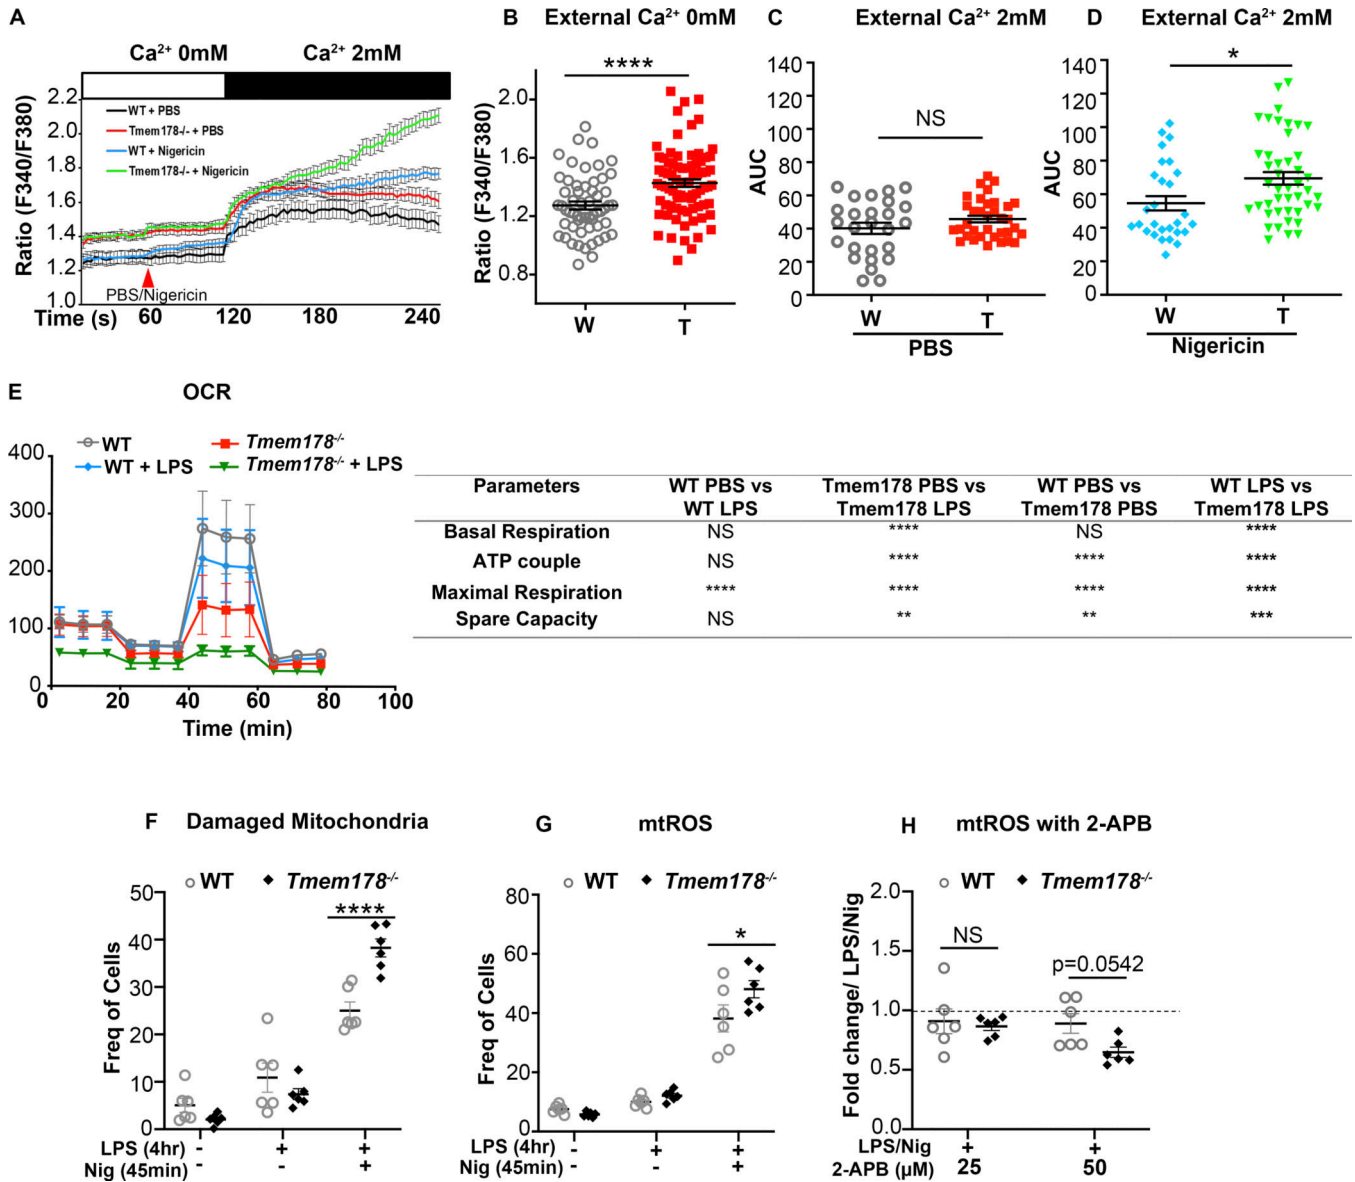 A
Ca²⁺ 0mM Ca²⁺ 2mM
2.2
2.0
1.8
1.6
1.4
1.2
1.0
Ratio (F340/F380)
WT + PBS
Tmem178-/- + PBS
WT + Nigericin
Tmem178-/- + Nigericin
PBS/Nigericin
Time (s) 60 120 180 240
B External Ca²⁺ 0mM
****
2.0
1.6
1.2
0.8
Ratio (F340/F380)
W T
C External Ca²⁺ 2mM
NS
140
120
100
80
60
40
20
0
AUC
W T
PBS
D External Ca²⁺ 2mM
*
140
120
100
80
60
40
20
0
AUC
W T
Nigericin
E OCR
WT Tmem178-/-
WT + LPS Tmem178-/- + LPS
400
300
200
100
0
0 20 40 60 80 100
Time (min)
Parameters WT PBS vs WT LPS Tmem178 PBS vs Tmem178 LPS WT PBS vs Tmem178 PBS WT LPS vs Tmem178 LPS
Basal Respiration NS **** NS ****
ATP couple NS **** **** ****
Maximal Respiration **** **** **** ****
Spare Capacity NS ** ** ***
F Damaged Mitochondria
WT Tmem178-/-
****
50
40
30
20
10
0
Freq of Cells
LPS (4hr) - + +
Nig (45min) - - +
G mtROS
WT Tmem178-/-
*
80
60
40
20
0
Freq of Cells
LPS (4hr) - + +
Nig (45min) - - +
H mtROS with 2-APB
WT Tmem178-/-
NS
p=0.0542
2.0
1.5
1.0
0.5
0.0
Fold change/ LPS/Nig
LPS/Nig + +
2-APB (µM) 25 50